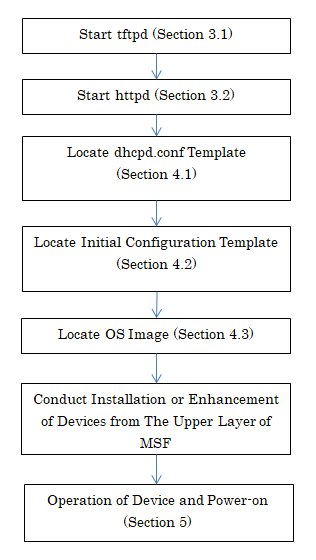 Start tftpd (Section 3.1)
Start httpd (Section 3.2)
Locate dhcpd.conf Template
(Section 4.1)
Locate Initial Configuration Template
(Section 4.2)
Locate OS Image (Section 4.3)
Conduct Installation or Enhancement
of Devices from The Upper Layer of
MSF
Operation of Device and Power-on
(Section 5)